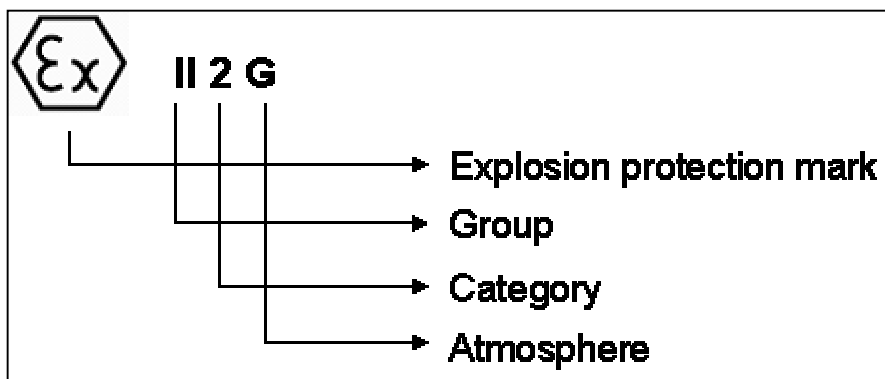 Ex II 2 G
Explosion protection mark
Group
Category
Atmosphere